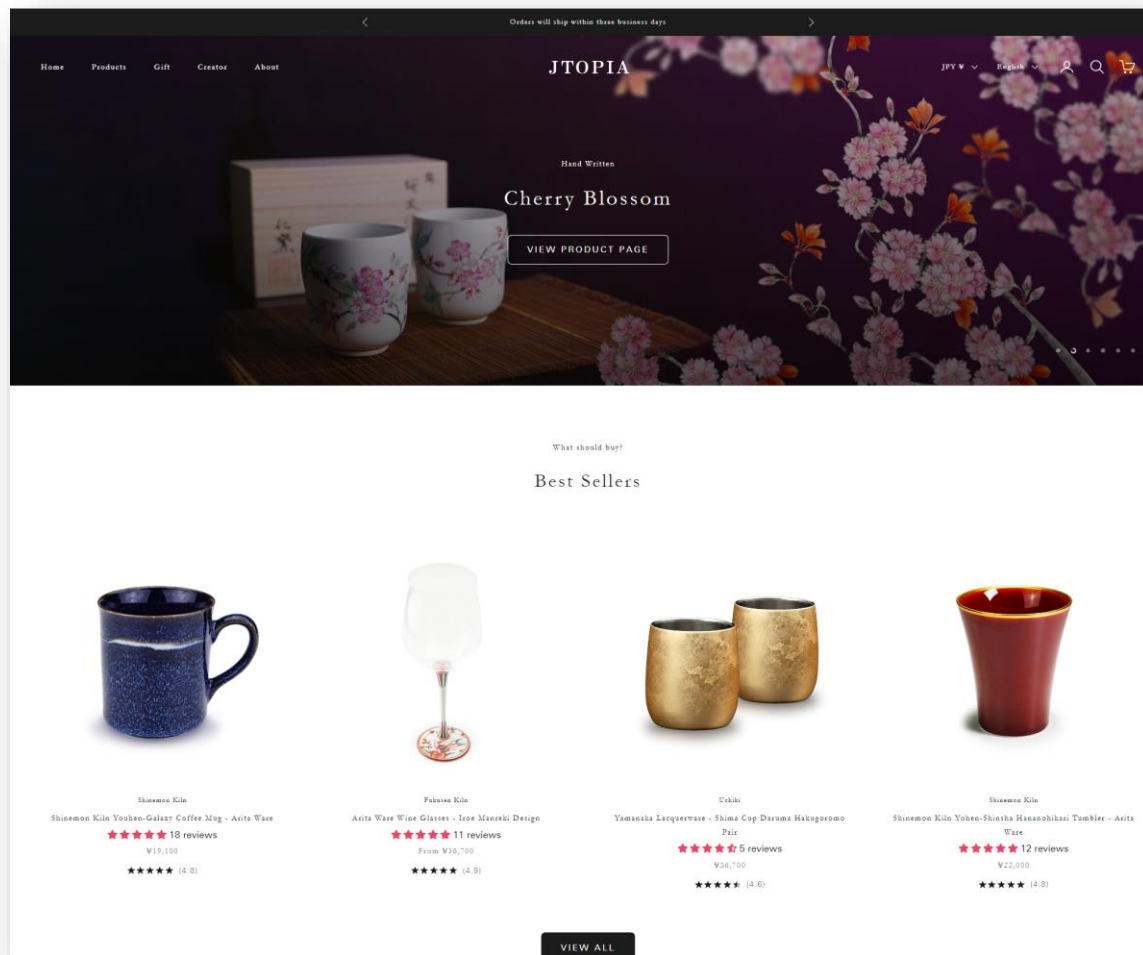 Orders will ship within three business days
Home Products Gift Creator About
JTOPIA
JPY ¥ English
Hand Written
Cherry Blossom
VIEW PRODUCT PAGE
What should buy?
Best Sellers
Shinemon Kiln
Shinemon Kiln Youhen-Galaxy Coffee Mug - Arita Ware
18 reviews
¥19,100
(4.8)
Fukusen Kiln
Arita Ware Wine Glasses - Iroe Manreki Design
11 reviews
From ¥36,700
(4.9)
Urhiki
Yamanaka Lacquerware - Shima Cup Daruma Hakugoromo
Pair
5 reviews
¥36,700
(4.6)
Shinemon Kiln
Shinemon Kiln Yohen-Shinsha Hananohikari Tumbler - Arita
Ware
12 reviews
¥22,000
(4.8)
VIEW ALL